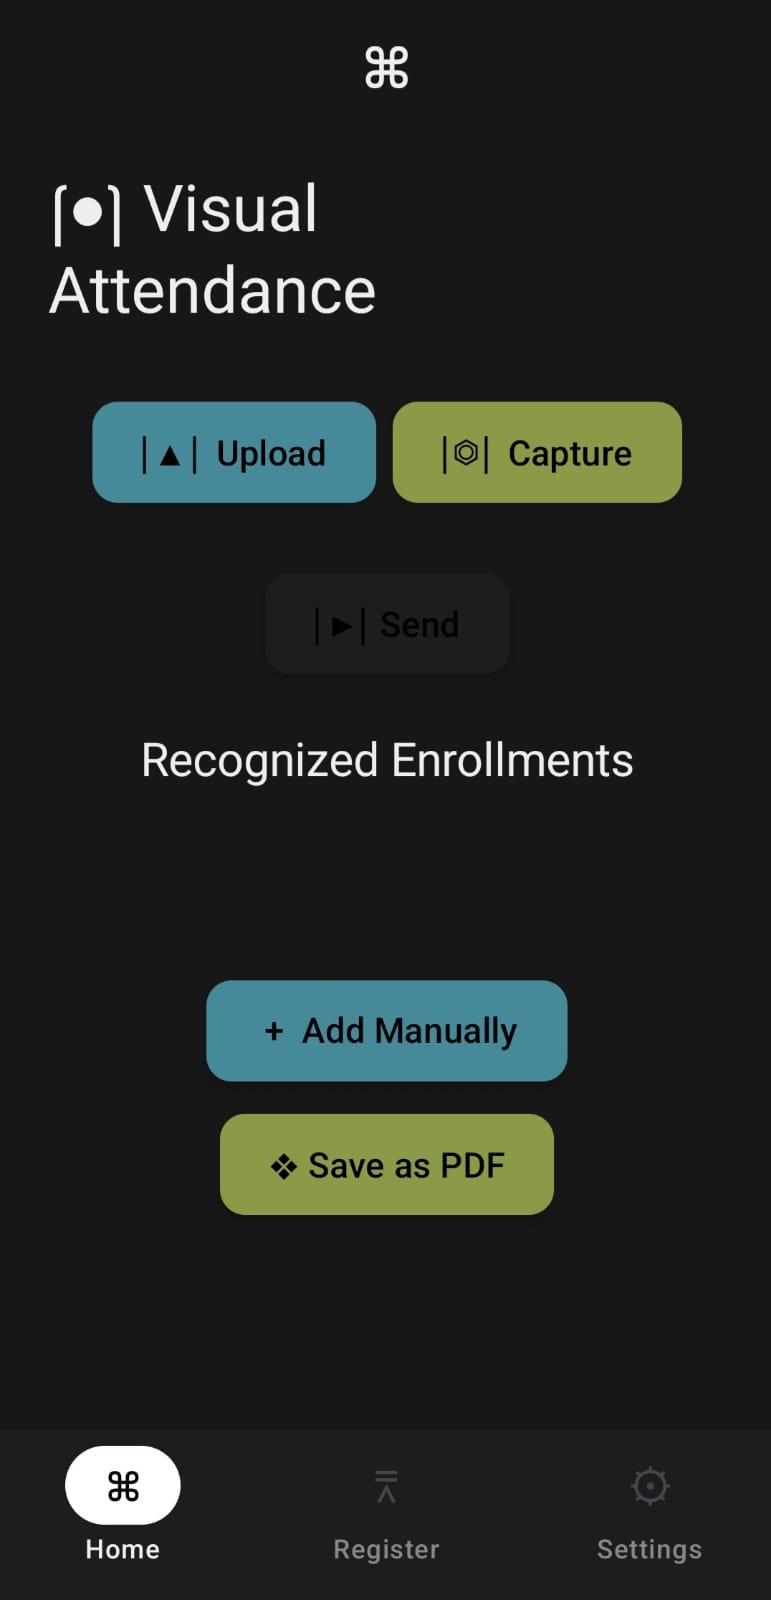 ⌘
⌠●⌡ Visual
Attendance
|▲| Upload
|⌬| Capture
|►| Send
Recognized Enrollments
+ Add Manually
❖ Save as PDF
⌘
Home
⌅
Register
Settings